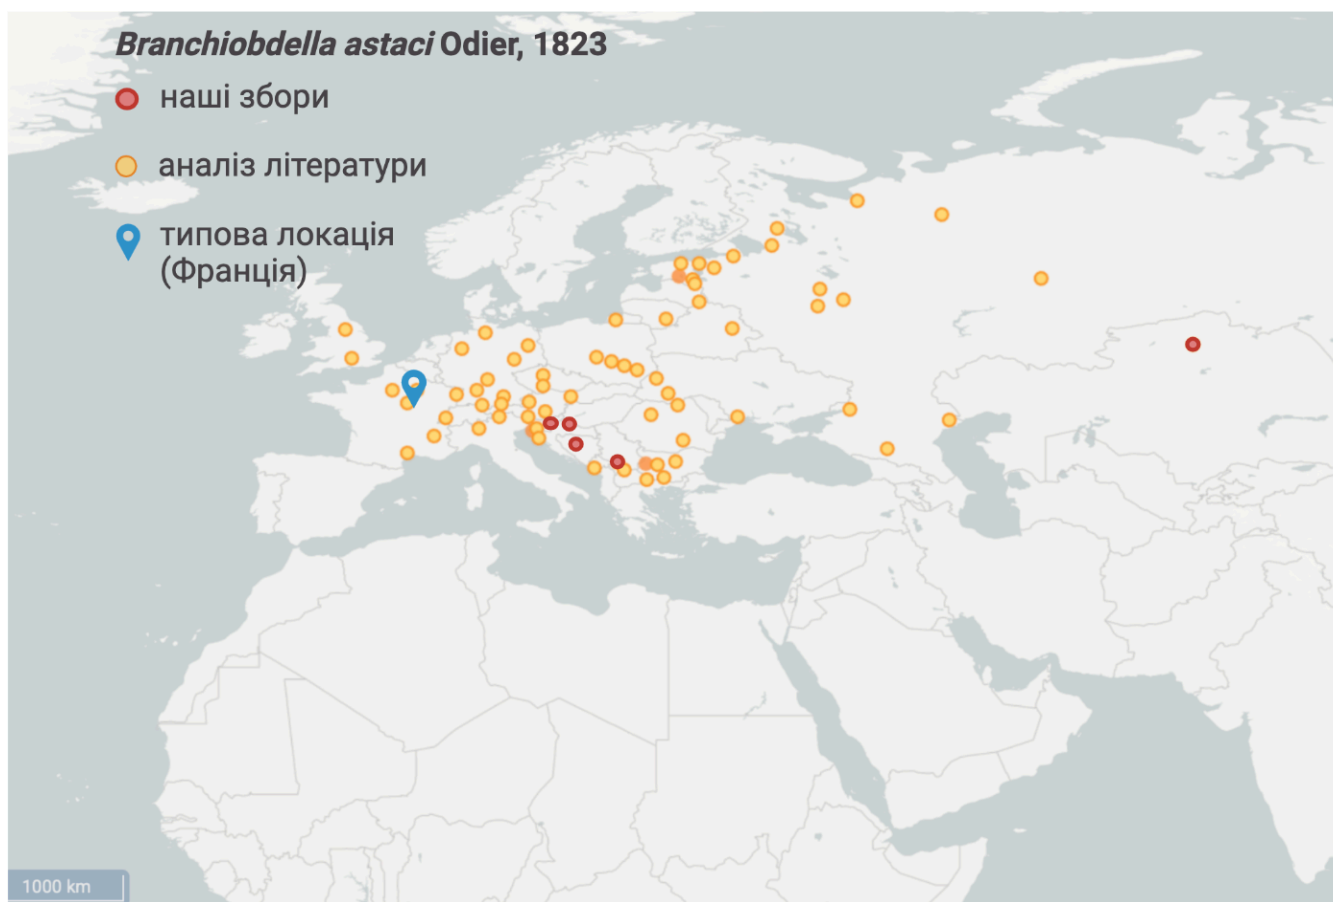 Branchiobdella astaci Odier, 1823
наші збори
аналіз літератури
типова локація
(Франція)
1000 km